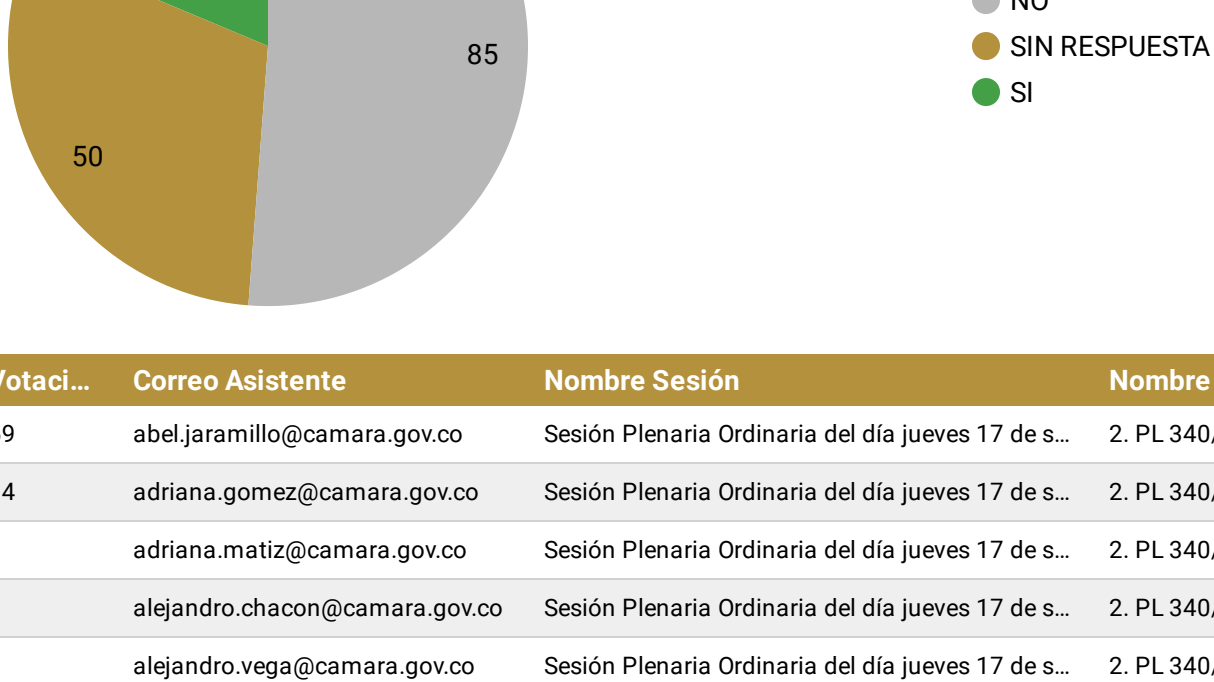 NO
85
SIN RESPUESTA
SI
50
Votaci... Correo Asistente Nombre Sesión Nombre
9 abel.jaramillo@camara.gov.co Sesión Plenaria Ordinaria del día jueves 17 de s... 2. PL 340/
4 adriana.gomez@camara.gov.co Sesión Plenaria Ordinaria del día jueves 17 de s... 2. PL 340/
adriana.matiz@camara.gov.co Sesión Plenaria Ordinaria del día jueves 17 de s... 2. PL 340/
alejandro.chacon@camara.gov.co Sesión Plenaria Ordinaria del día jueves 17 de s... 2. PL 340/
alejandro.vega@camara.gov.co Sesión Plenaria Ordinaria del día jueves 17 de s... 2. PL 340/